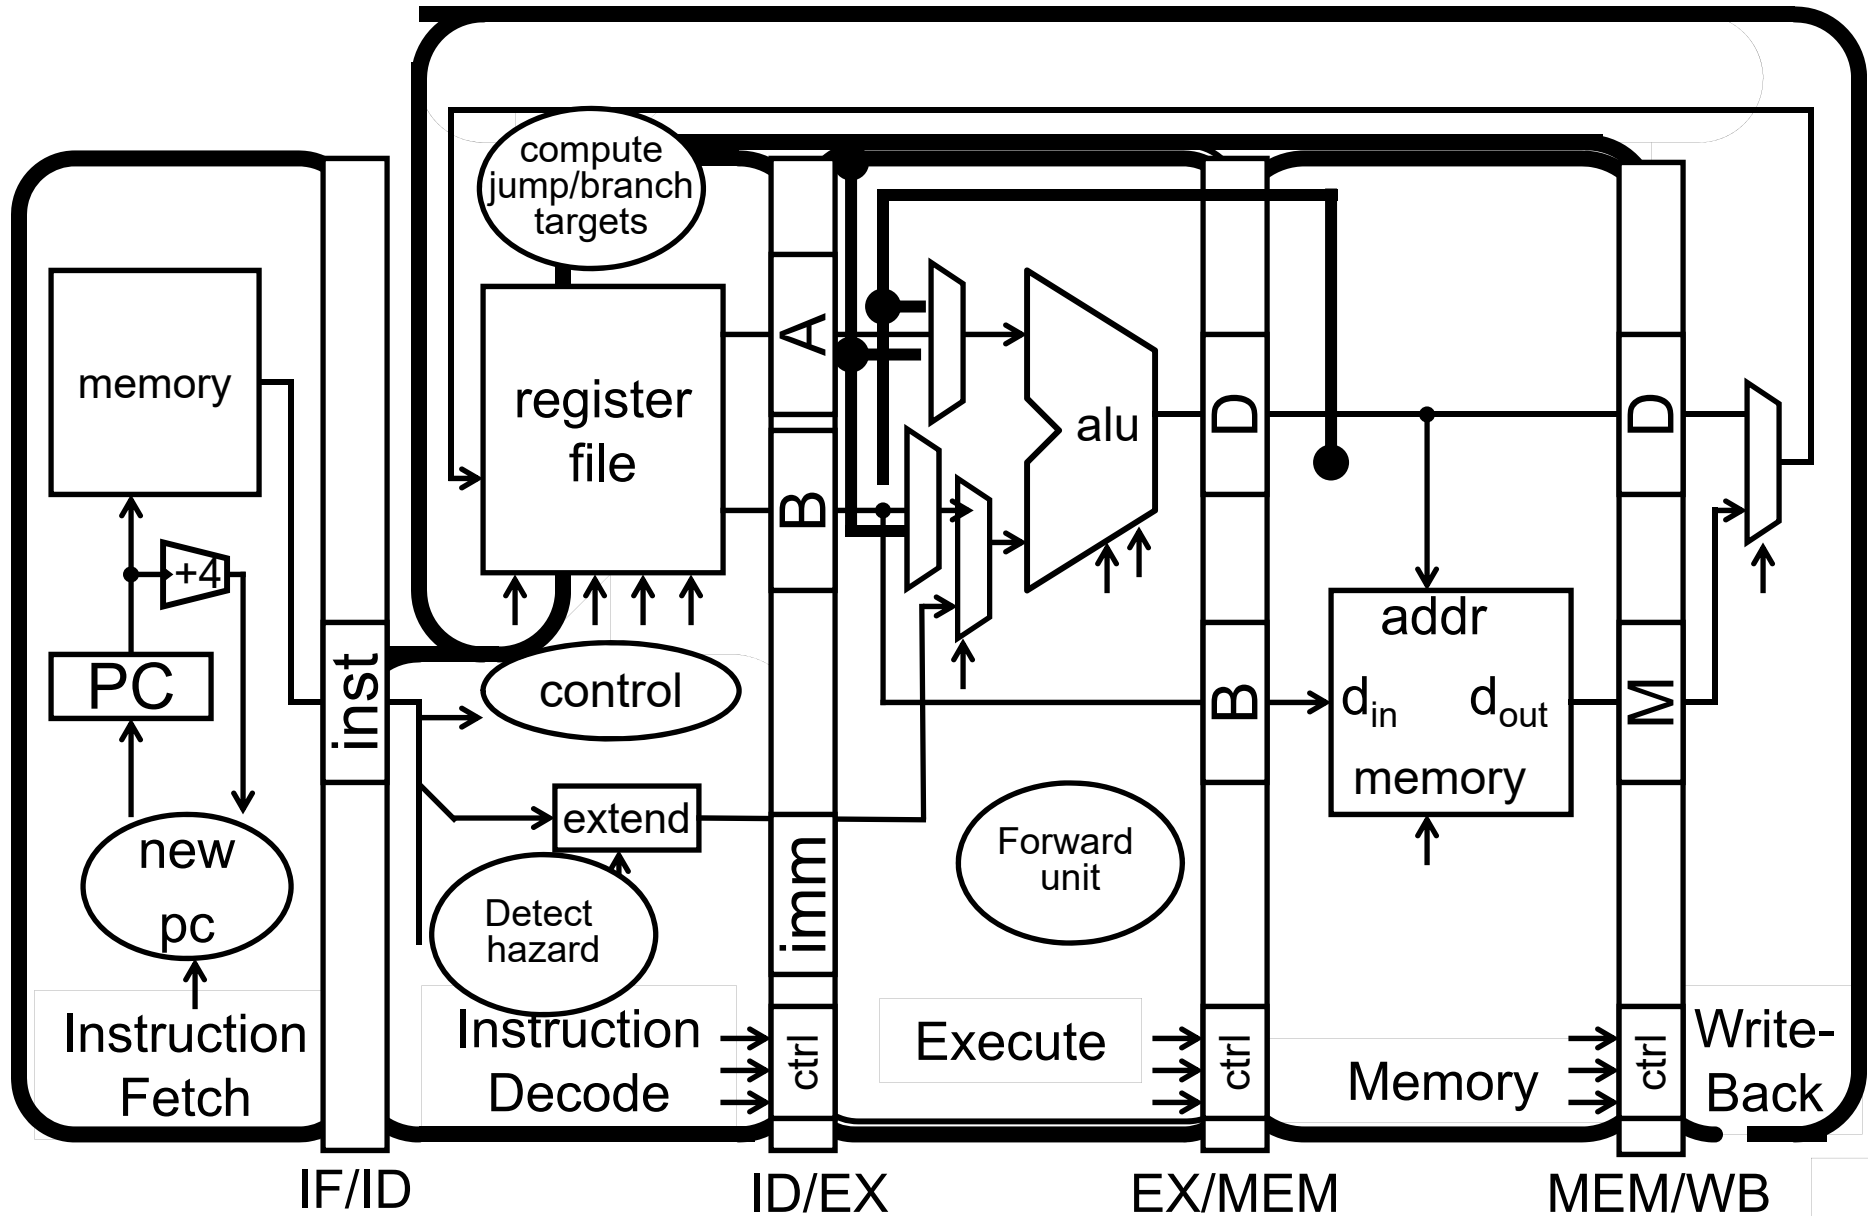 compute
jump/branch
targets
memory
+4
PC
new
pc
Instruction
Fetch
inst
register
file
control
extend
Detect
hazard
Instruction
Decode
A
B
imm
ctrl
alu
Forward
unit
Execute
D
B
ctrl
addr
din dout
memory
Memory
D
M
ctrl
Write-
Back
IF/ID ID/EX EX/MEM MEM/WB